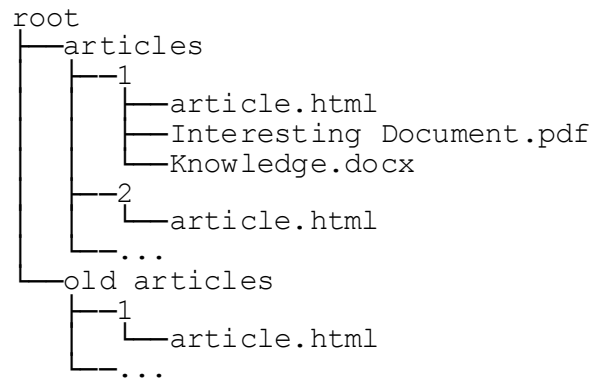 root
articles
1
article.html
Interesting Document.pdf
Knowledge.docx
2
article.html
...
old articles
1
article.html
...